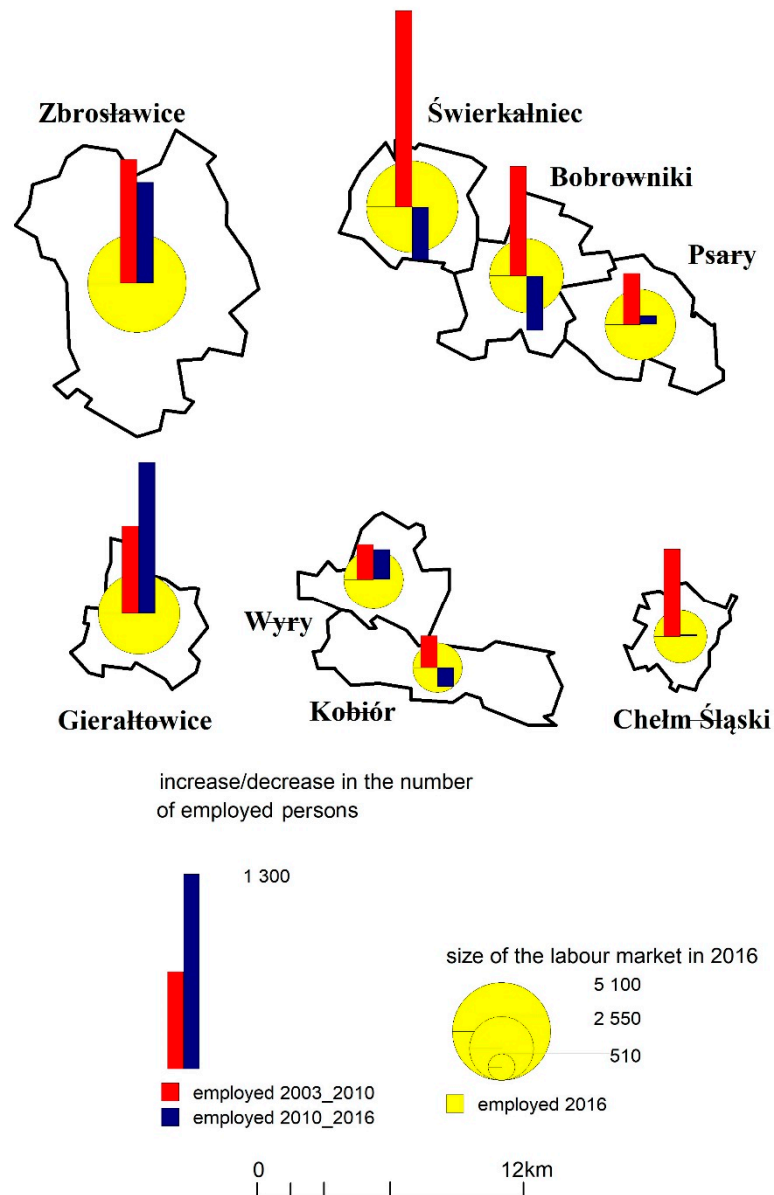 Zbrosławice
Świerkalniec
Bobrowniki
Psary
Wyry
Gierałtowice
Kobiór
Chełm Śląski
increase/decrease in the number
of employed persons
1 300
size of the labour market in 2016
5 100
2 550
510
employed 2003_2010
employed 2010_2016
employed 2016
0
12km